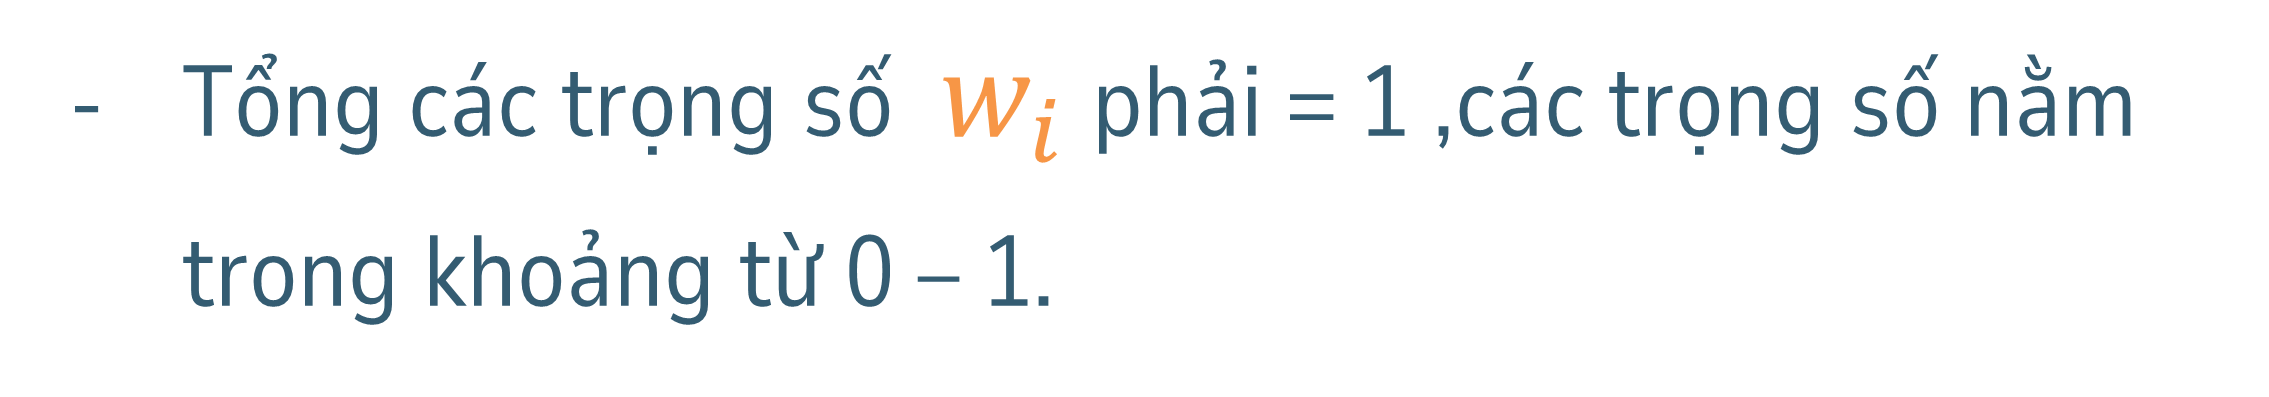 - Tổng các trọng số wᵢ phải = 1 ,các trọng số nằm
trong khoảng từ 0 – 1.